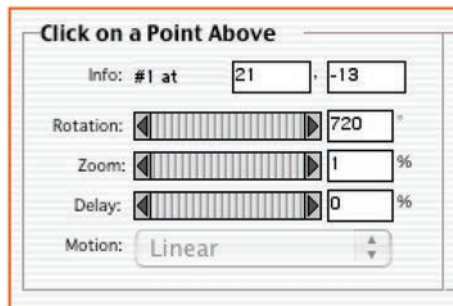 Click on a Point Above
Info: #1 at 21 , -13
Rotation: 720 °
Zoom: 1 %
Delay: 0 %
Motion: Linear